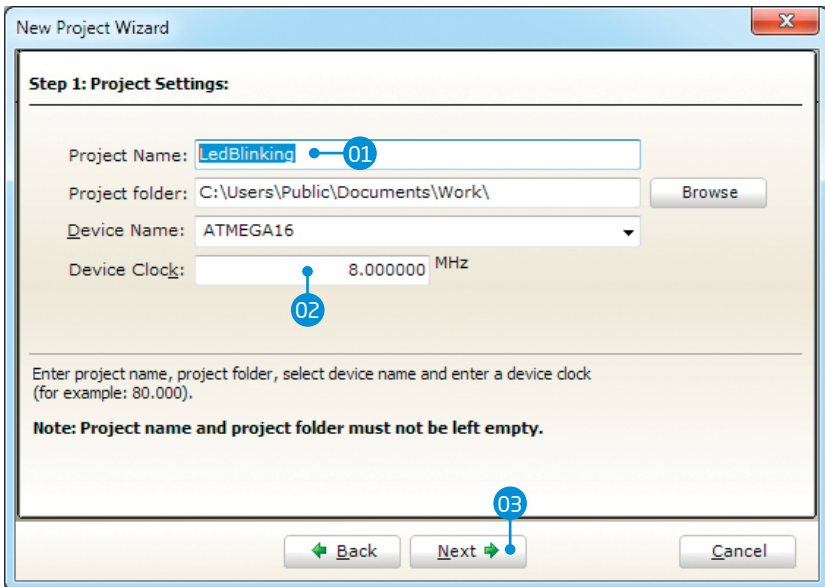 New Project Wizard
Step 1: Project Settings:
Project Name: LedBlinking 01
Project folder: C:\Users\Public\Documents\Work\ Browse
Device Name: ATMEGA16
Device Clock: 8.000000 MHz
02
Enter project name, project folder, select device name and enter a device clock
(for example: 80.000).
Note: Project name and project folder must not be left empty.
03
Back Next Cancel